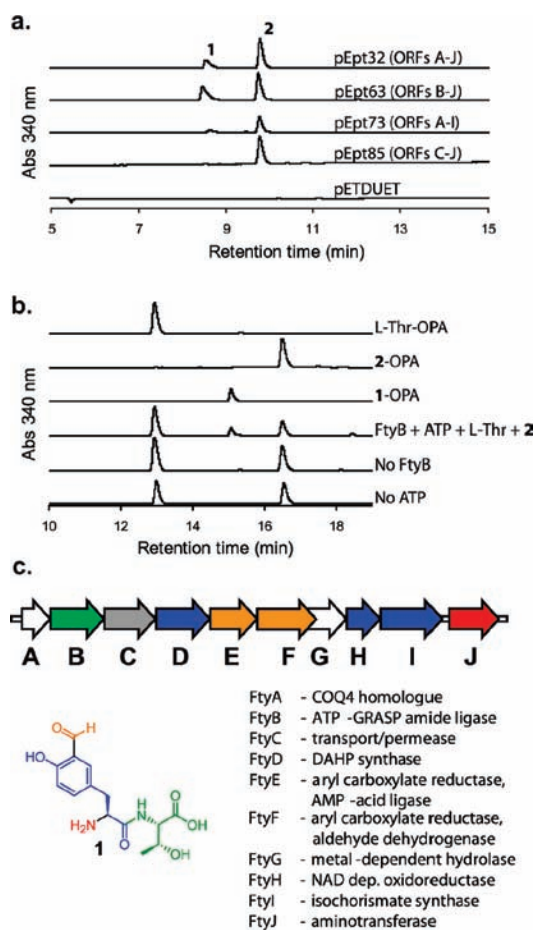 a.
1
2
pEpt32 (ORFs A-J)
pEpt63 (ORFs B-J)
pEpt73 (ORFs A-I)
pEpt85 (ORFs C-J)
pETDUET
Abs 340 nm
5
7
9
11
13
15
Retention time (min)
b.
L-Thr-OPA
2-OPA
1-OPA
FtyB + ATP + L-Thr + 2
No FtyB
No ATP
Abs 340 nm
10
12
14
16
18
Retention time (min)
c.
A B C D E F G H I J
O H
HO
H2N
O
H N
O
OH
OH
1
FtyA - COQ4 homologue
FtyB - ATP -GRASP amide ligase
FtyC - transport/permease
FtyD - DAHP synthase
FtyE - aryl carboxylate reductase,
AMP -acid ligase
FtyF - aryl carboxylate reductase,
aldehyde dehydrogenase
FtyG - metal -dependent hydrolase
FtyH - NAD dep. oxidoreductase
FtyI - isochorismate synthase
FtyJ - aminotransferase